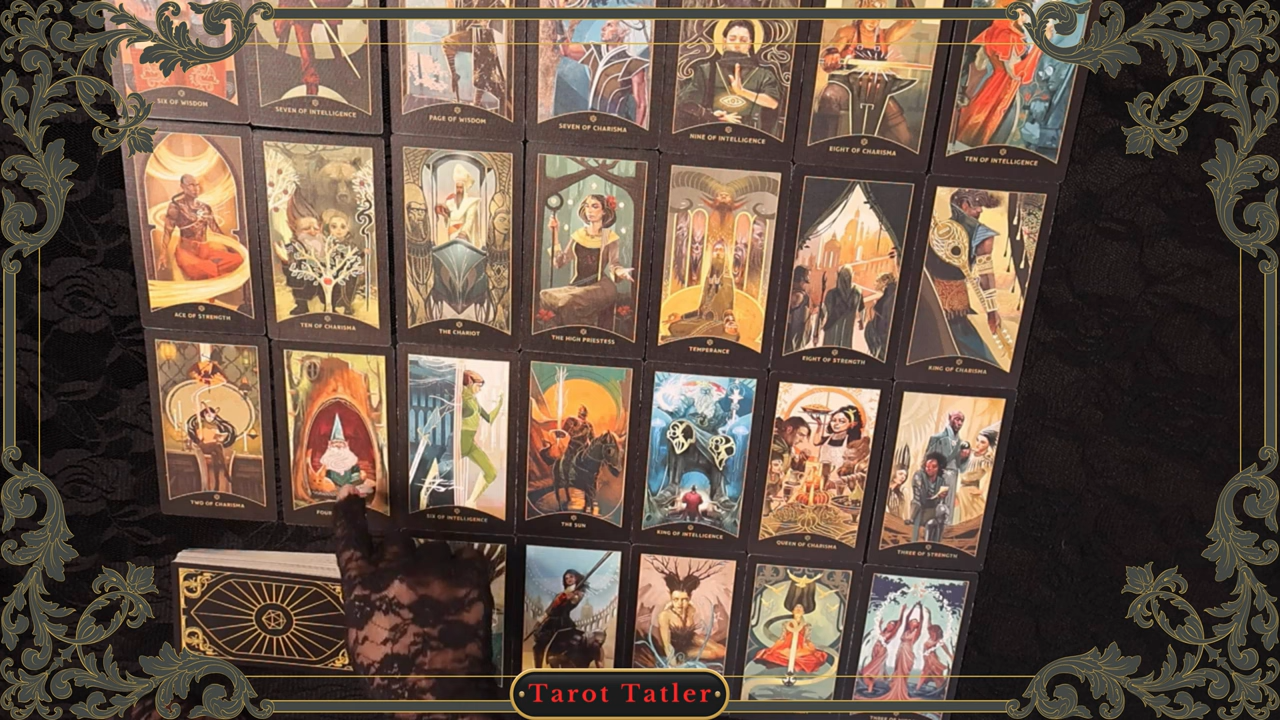 SIX OF WISDOM
SEVEN OF INTELLIGENCE
PAGE OF WISDOM
SEVEN OF CHARISMA
NINE OF INTELLIGENCE
EIGHT OF CHARISMA
TEN OF INTELLIGENCE
ACE OF STRENGTH
TEN OF CHARISMA
THE CHARIOT
THE HIGH PRIESTESS
TEMPERANCE
EIGHT OF STRENGTH
KING OF CHARISMA
TWO OF CHARISMA
FOUR
SIX OF INTELLIGENCE
THE SUN
KING OF INTELLIGENCE
QUEEN OF CHARISMA
THREE OF STRENGTH
Tarot Tatler